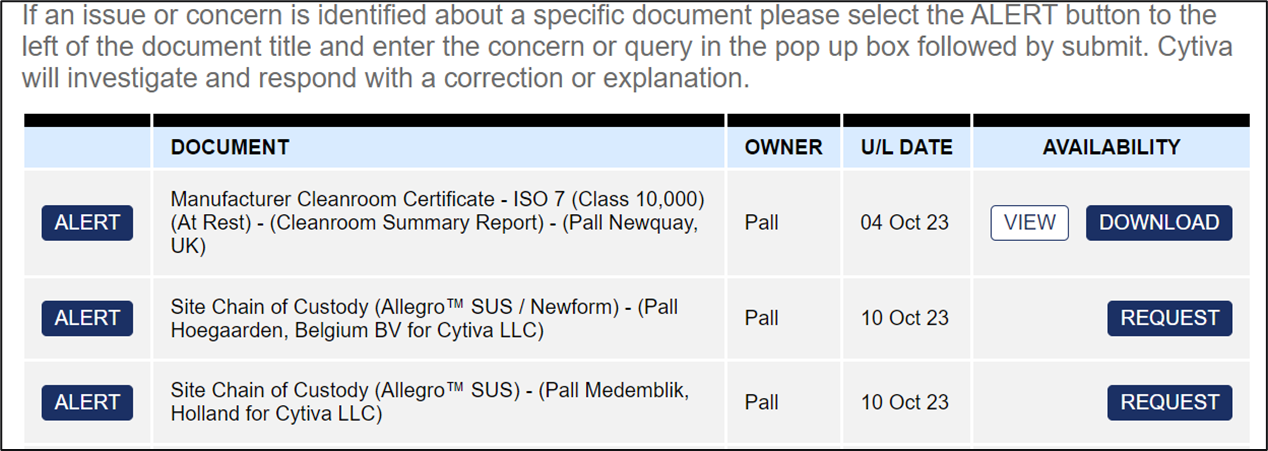 If an issue or concern is identified about a specific document please select the ALERT button to the
left of the document title and enter the concern or query in the pop up box followed by submit. Cytiva
will investigate and respond with a correction or explanation.
DOCUMENT OWNER U/L DATE AVAILABILITY
ALERT
Manufacturer Cleanroom Certificate - ISO 7 (Class 10,000)
(At Rest) - (Cleanroom Summary Report) - (Pall Newquay,
UK)
Pall
04 Oct 23
VIEW
DOWNLOAD
ALERT
Site Chain of Custody (Allegro™ SUS / Newform) - (Pall
Hoegaarden, Belgium BV for Cytiva LLC)
Pall
10 Oct 23
REQUEST
ALERT
Site Chain of Custody (Allegro™ SUS) - (Pall Medemblik,
Holland for Cytiva LLC)
Pall
10 Oct 23
REQUEST